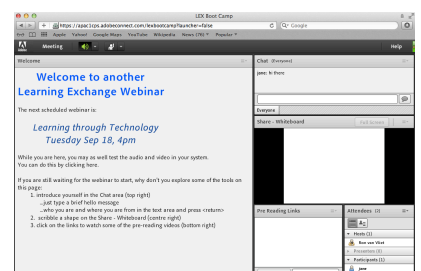 LEX Boot Camp
https://apac1cps.adobeconnect.com/lexbootcamp?launcher=false
Google
Apple Yahoo! Google Maps YouTube Wikipedia News (76) Popular
Meeting
Help
Welcome
Welcome to another
Learning Exchange Webinar
The next scheduled webinar is:
Learning through Technology
Tuesday Sep 18, 4pm
While you are here, you may as well test the audio and video in your system.
You can do this by clicking here.
If you are still waiting for the webinar to start, why don't you explore some of the tools on
this page:
1. introduce yourself in the Chat area (top right)
...just type a brief hello message
...who you are and where you are from in the text area and press <return>
2. scribble a shape on the Share - Whiteboard (centre right)
3. click on the links to watch some of the pre-reading videos (bottom right)
Chat (Everyone)
jane: hi there
Everyone
Share - Whiteboard
Full Screen
Pre Reading Links
Attendees (2)
Hosts (1)
Ron van Vliet
Presenters (0)
Participants (1)
jane